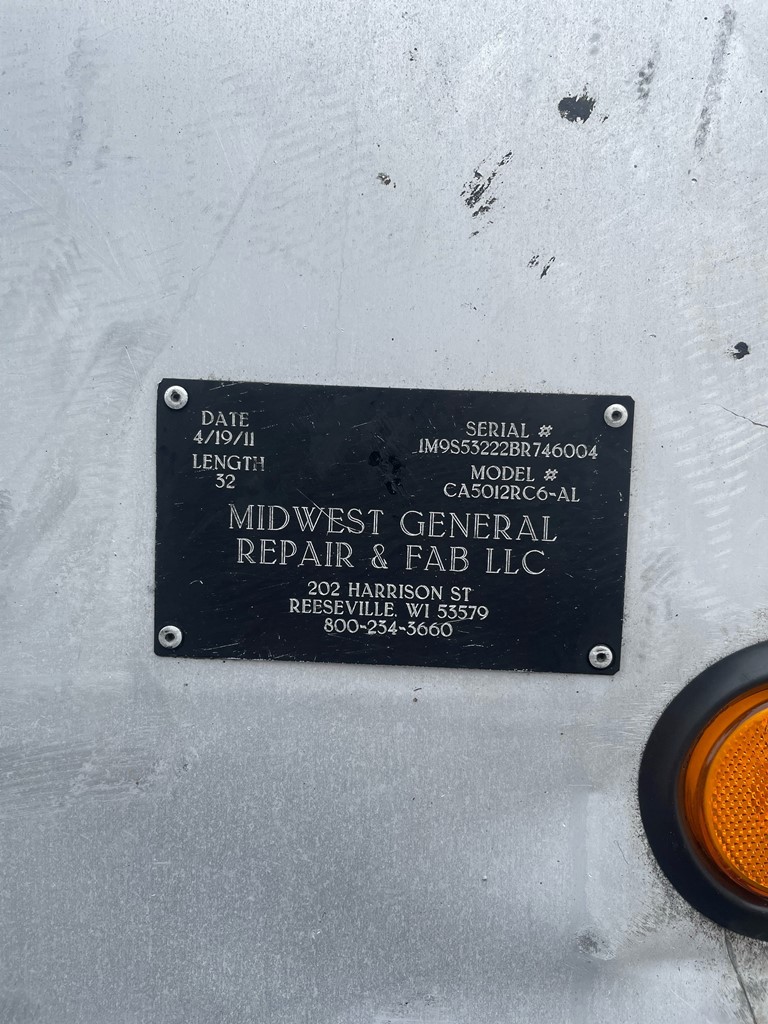 DATE
4/19/11
LENGTH
32
SERIAL #
1M9S53222BR746004
MODEL #
CA5012RC6-AL
MIDWEST GENERAL
REPAIR & FAB LLC
202 HARRISON ST
REESEVILLE, WI 53579
800-234-3660